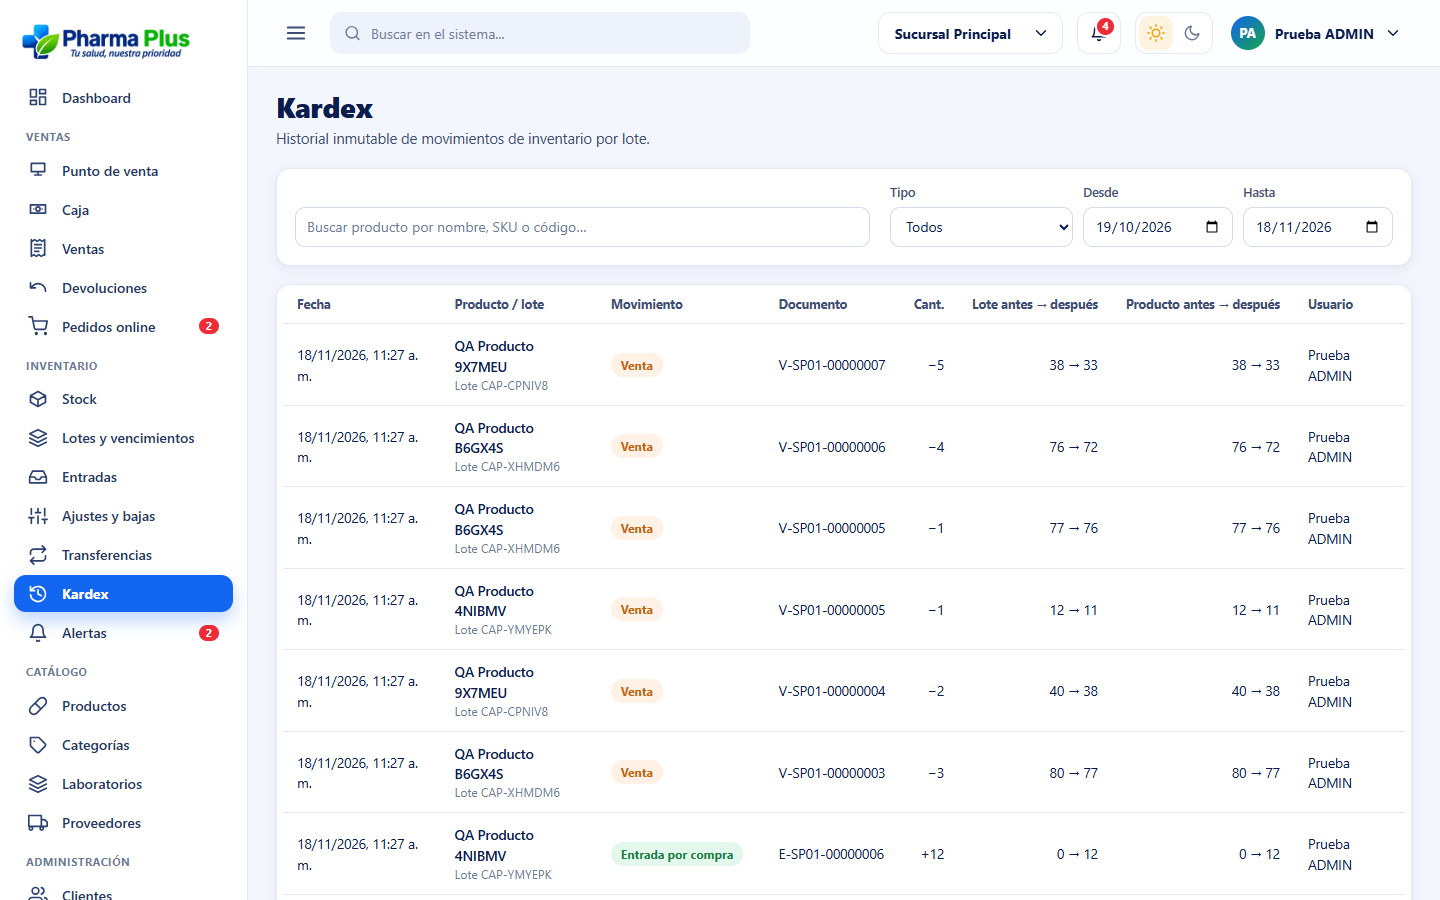 Pharma Plus
Tu salud, nuestra prioridad
Buscar en el sistema...
Sucursal Principal
4
PA
Prueba ADMIN
Dashboard
VENTAS
Punto de venta
Caja
Ventas
Devoluciones
Pedidos online 2
INVENTARIO
Stock
Lotes y vencimientos
Entradas
Ajustes y bajas
Transferencias
Kardex
Alertas 2
CATÁLOGO
Productos
Categorías
Laboratorios
Proveedores
ADMINISTRACIÓN
Clientes
Kardex
Historial inmutable de movimientos de inventario por lote.
Tipo Desde Hasta
Buscar producto por nombre, SKU o código... Todos 19/10/2026 18/11/2026
Fecha Producto / lote Movimiento Documento Cant. Lote antes → después Producto antes → después Usuario
18/11/2026, 11:27 a. m. QA Producto 9X7MEU Lote CAP-CPNIV8 Venta V-SP01-00000007 −5 38 → 33 38 → 33 Prueba ADMIN
18/11/2026, 11:27 a. m. QA Producto B6GX4S Lote CAP-XHMDM6 Venta V-SP01-00000006 −4 76 → 72 76 → 72 Prueba ADMIN
18/11/2026, 11:27 a. m. QA Producto B6GX4S Lote CAP-XHMDM6 Venta V-SP01-00000005 −1 77 → 76 77 → 76 Prueba ADMIN
18/11/2026, 11:27 a. m. QA Producto 4NIBMV Lote CAP-YMYEPK Venta V-SP01-00000005 −1 12 → 11 12 → 11 Prueba ADMIN
18/11/2026, 11:27 a. m. QA Producto 9X7MEU Lote CAP-CPNIV8 Venta V-SP01-00000004 −2 40 → 38 40 → 38 Prueba ADMIN
18/11/2026, 11:27 a. m. QA Producto B6GX4S Lote CAP-XHMDM6 Venta V-SP01-00000003 −3 80 → 77 80 → 77 Prueba ADMIN
18/11/2026, 11:27 a. m. QA Producto 4NIBMV Lote CAP-YMYEPK Entrada por compra E-SP01-00000006 +12 0 → 12 0 → 12 Prueba ADMIN